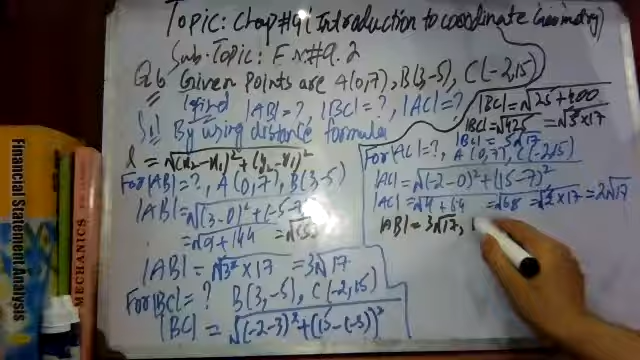 Topic: Chap#9 (Introduction to coordinate Geometry
Sub-Topic: Ex#9.2
Q6 Given Points are A(0,7), B(3,-5), C(-2,15)
|AB|=?, |BC|=?, |AC|=?
Sol: By using distance formula
d = √(x₂-x₁)²+(y₂-y₁)²
For |AB|=?, A(0,7), B(3,-5)
|AB| = √(3-0)²+(-5-7)²
= √9+144 = √153
|AB| = √3²×17 = 3√17
For |BC|=? B(3,-5), C(-2,15)
|BC| = √(-2-3)²+(15-(-5))²
|BC| = √25+400
|BC| = √425 = √5²×17
|BC| = 5√17
For |AC|=?, A(0,7), C(-2,15)
|AC| = √(-2-0)²+(15-7)²
|AC| = √4+64 = √68 = √2²×17 = 2√17
|AB| = 3√17,
Financial Statement Analysis